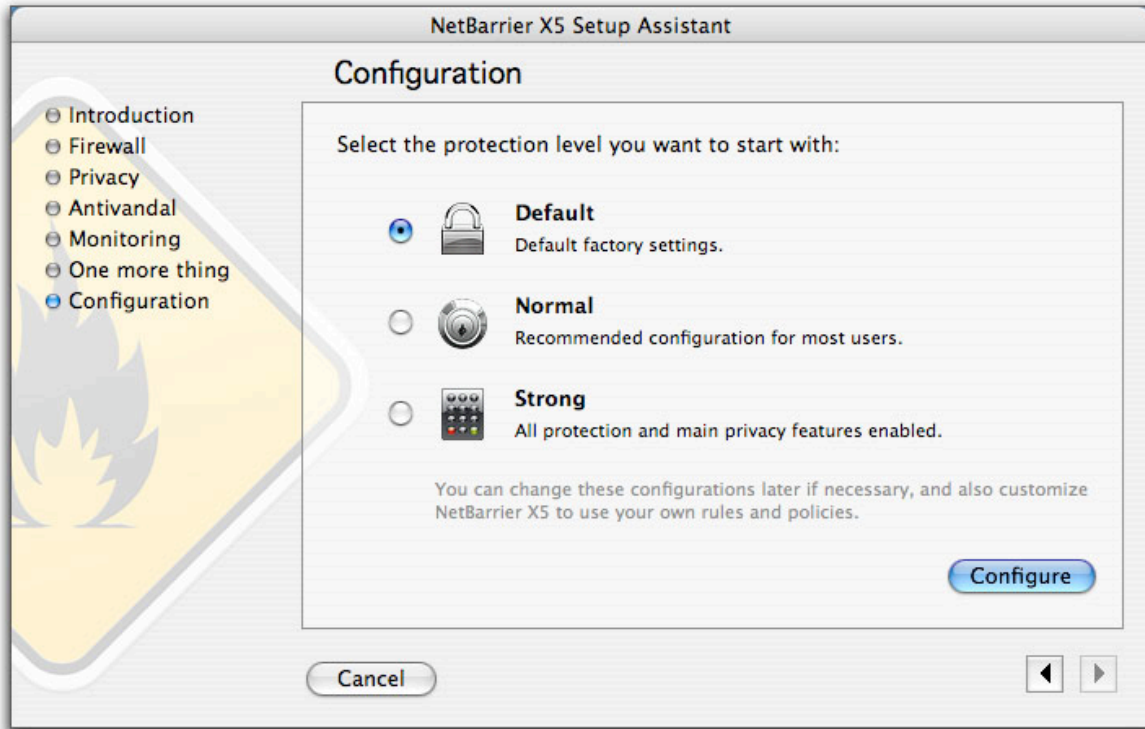 NetBarrier X5 Setup Assistant
Configuration
Introduction
Firewall
Privacy
Antivandal
Monitoring
One more thing
Configuration
Select the protection level you want to start with:
Default
Default factory settings.
Normal
Recommended configuration for most users.
Strong
All protection and main privacy features enabled.
You can change these configurations later if necessary, and also customize
NetBarrier X5 to use your own rules and policies.
Configure
Cancel